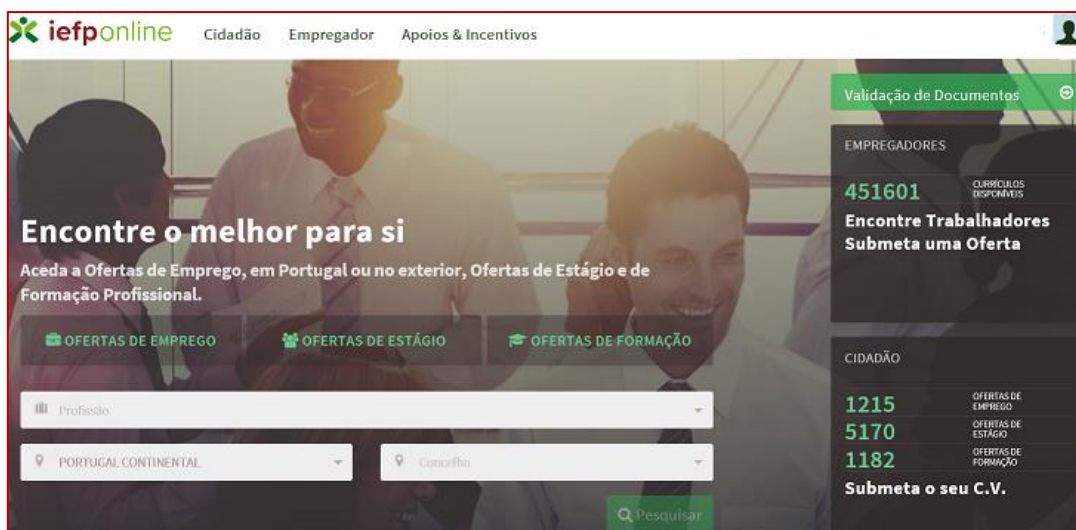 iefponline
Cidadão
Empregador
Apoios & Incentivos
Encontre o melhor para si
Aceda a Ofertas de Emprego, em Portugal ou no exterior, Ofertas de Estágio e de
Formação Profissional.
OFERTAS DE EMPREGO
OFERTAS DE ESTÁGIO
OFERTAS DE FORMAÇÃO
Profissão
PORTUGAL CONTINENTAL
Concelho
Pesquisar
Validação de Documentos
EMPREGADORES
451601 CURRÍCULOS
DISPONÍVEIS
Encontre Trabalhadores
Submeta uma Oferta
CIDADÃO
1215 OFERTAS DE
EMPREGO
5170 OFERTAS DE
ESTÁGIO
1182 OFERTAS DE
FORMAÇÃO
Submeta o seu C.V.